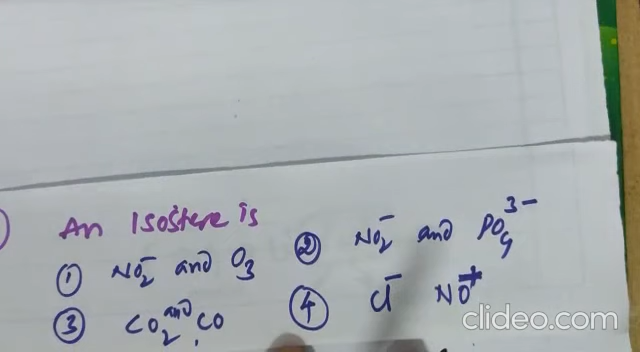 An Isostere is
① NO₂⁻ and O₃ ② NO₂⁻ and PO₄³⁻
③ CO₂ and CO ④ Cl⁻ NO⁺
clideo.com